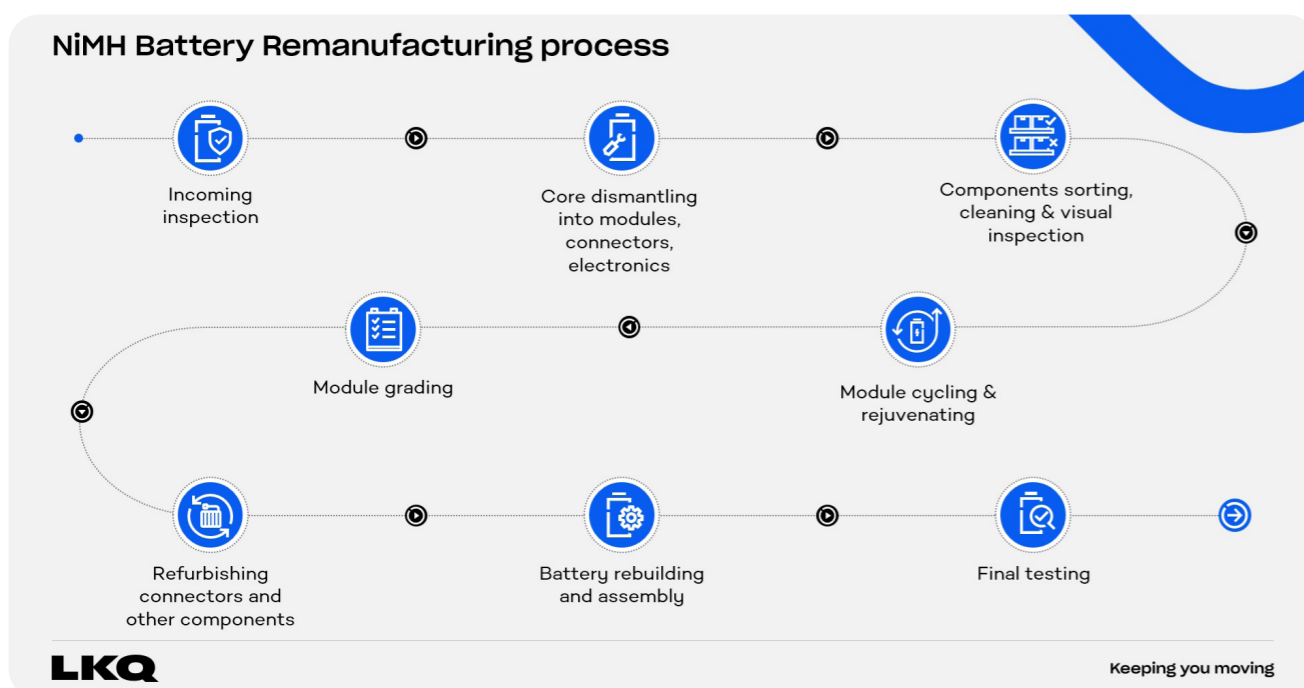 NiMH Battery Remanufacturing process
Incoming
inspection
Core dismantling
into modules,
connectors,
electronics
Components sorting,
cleaning & visual
inspection
Module cycling &
rejuvenating
Module grading
Refurbishing
connectors and
other components
Battery rebuilding
and assembly
Final testing
LKQ
Keeping you moving